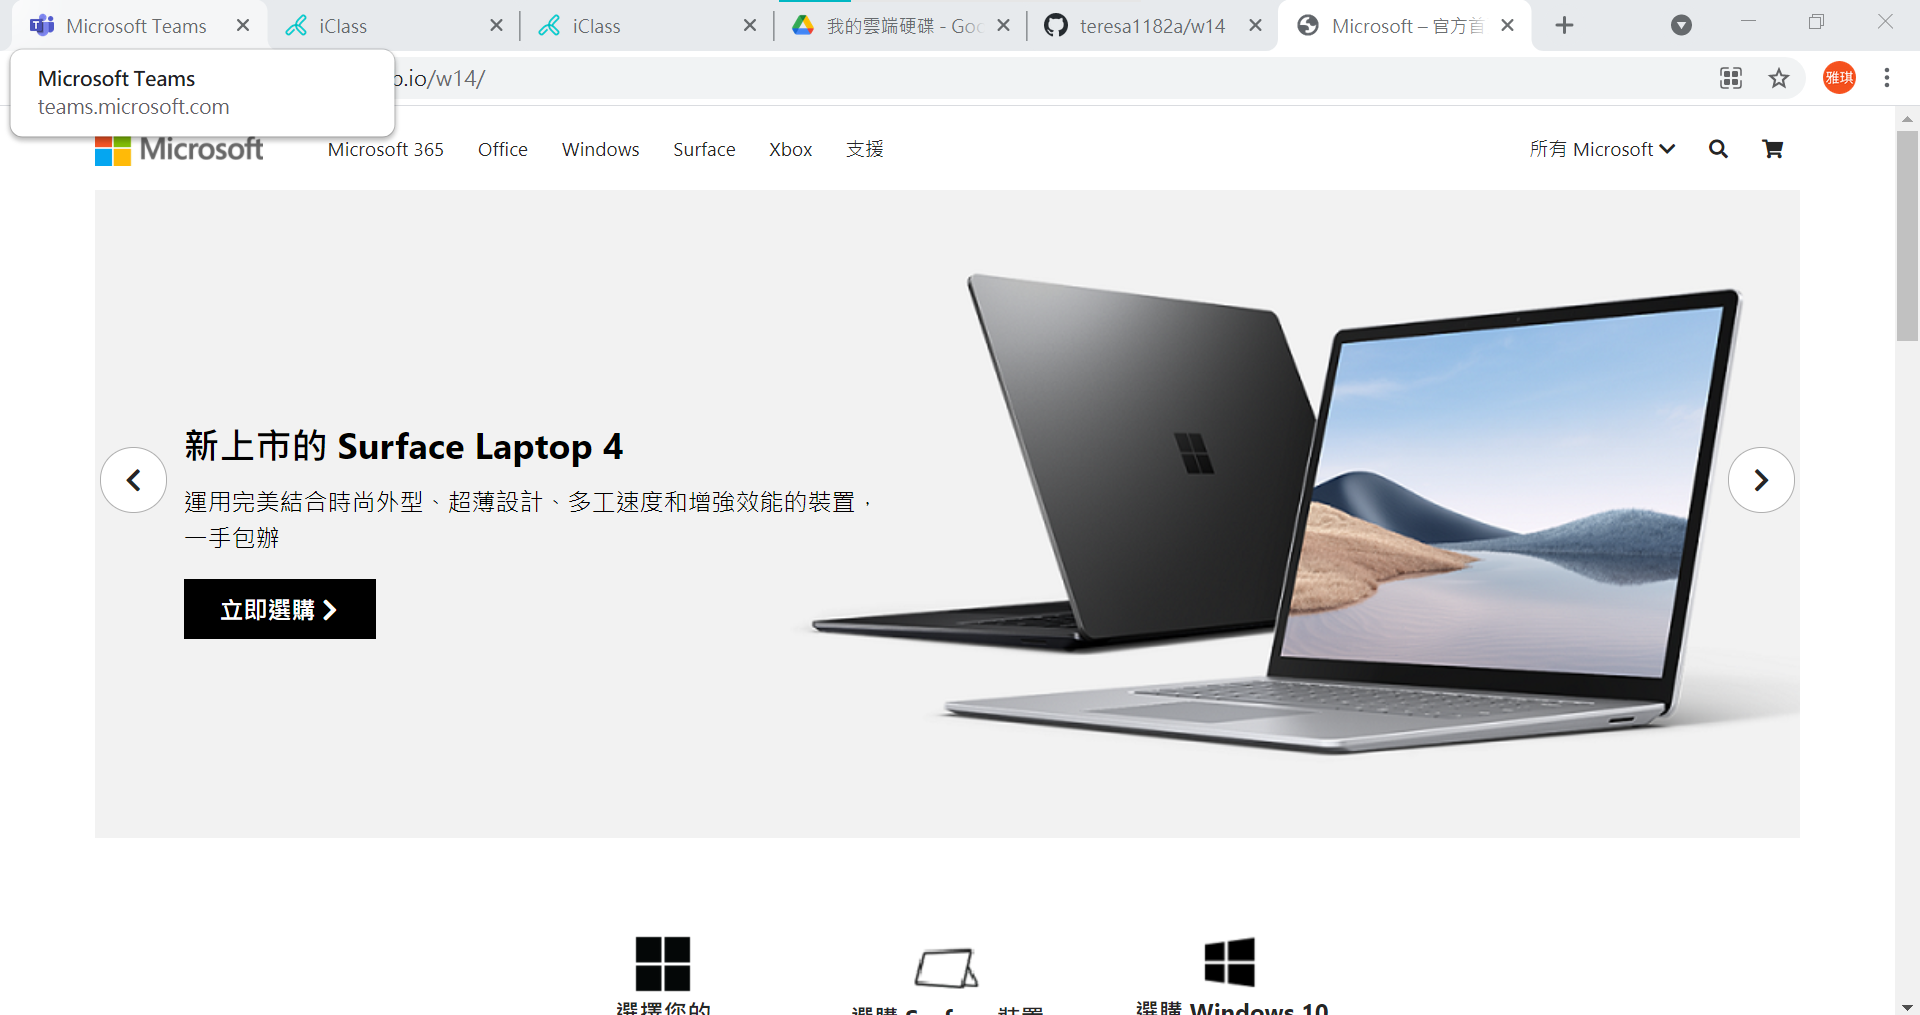 Microsoft Teams
iClass
iClass
我的雲端硬碟 - Goo
teresa1182a/w14
Microsoft – 官方首
Microsoft Teams
teams.microsoft.com
b.io/w14/
雅琪
Microsoft
Microsoft 365
Office
Windows
Surface
Xbox
支援
所有 Microsoft
新上市的 Surface Laptop 4
運用完美結合時尚外型、超薄設計、多工速度和增強效能的裝置，
一手包辦
立即選購
選擇您的
選購 Surface 裝置
選購 Windows 10